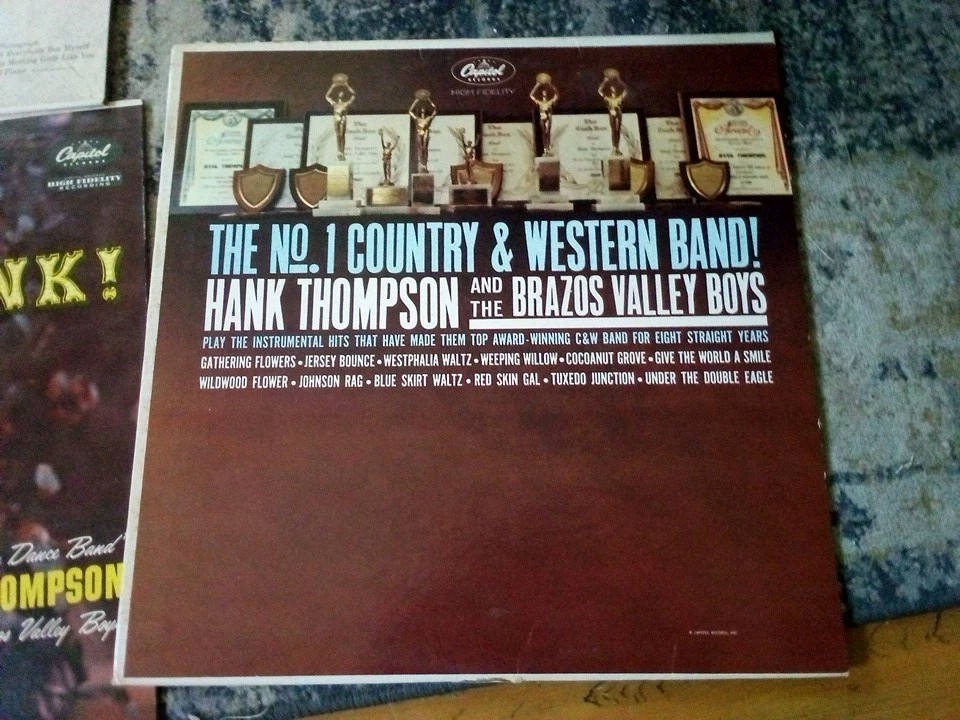 Capitol
RECORDS
HIGH FIDELITY
THE No. 1 COUNTRY & WESTERN BAND!
HANK THOMPSON AND THE BRAZOS VALLEY BOYS
PLAY THE INSTRUMENTAL HITS THAT HAVE MADE THEM TOP AWARD-WINNING C&W BAND FOR EIGHT STRAIGHT YEARS
GATHERING FLOWERS • JERSEY BOUNCE • WESTPHALIA WALTZ • WEEPING WILLOW • COCOANUT GROVE • GIVE THE WORLD A SMILE
WILDWOOD FLOWER • JOHNSON RAG • BLUE SKIRT WALTZ • RED SKIN GAL • TUXEDO JUNCTION • UNDER THE DOUBLE EAGLE
Capitol
RECORDS
HIGH FIDELITY
RECORDING
NK!
Dance Band"
OMPSON
Valley Boys